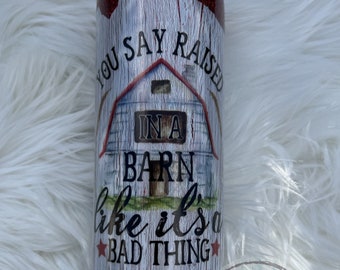 YOU SAY RAISED
IN A
BARN
like it's a
BAD THING